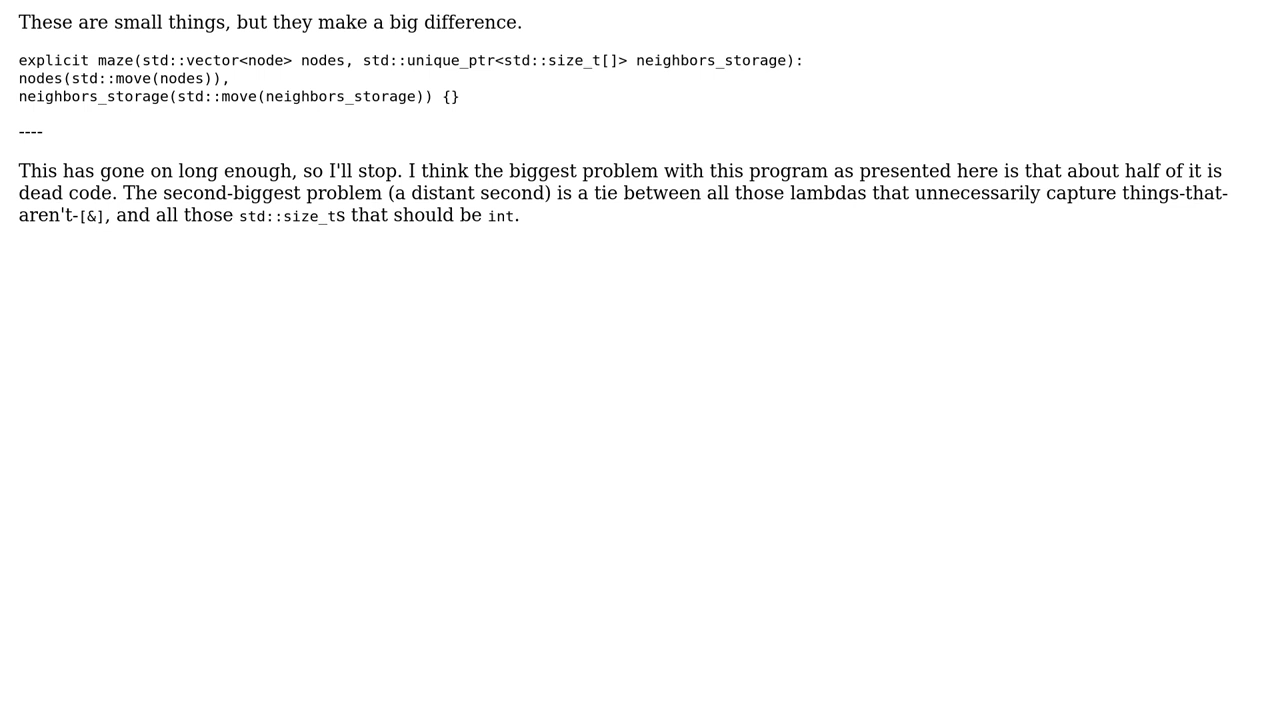 These are small things, but they make a big difference.
explicit maze(std::vector<node> nodes, std::unique_ptr<std::size_t[]> neighbors_storage):
nodes(std::move(nodes)),
neighbors_storage(std::move(neighbors_storage)) {}
----
This has gone on long enough, so I'll stop. I think the biggest problem with this program as presented here is that about half of it is
dead code. The second-biggest problem (a distant second) is a tie between all those lambdas that unnecessarily capture things-that-
aren't-[&], and all those std::size_ts that should be int.